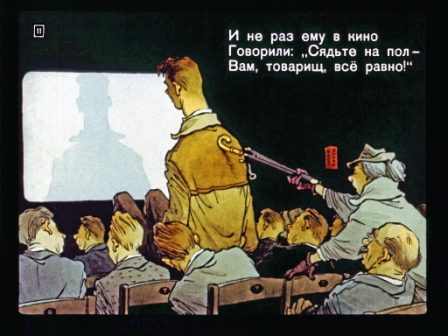 11
И не раз ему в кино
Говорили: „Сядьте на пол –
Вам, товарищ, всё равно!“